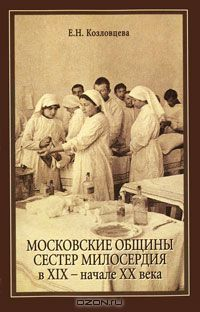 Е.Н. Козловцева
МОСКОВСКИЕ ОБЩИНЫ
СЕСТЕР МИЛОСЕРДИЯ
в XIX – начале XX века
ozon.ru